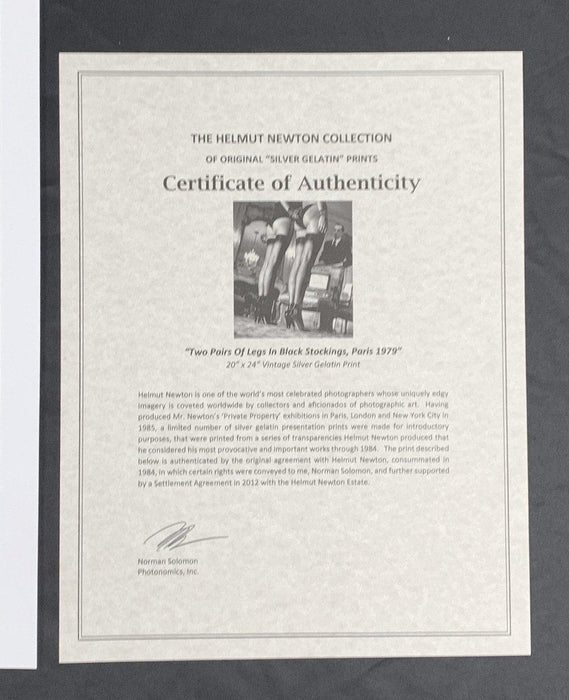 THE HELMUT NEWTON COLLECTION
OF ORIGINAL "SILVER GELATIN" PRINTS
Certificate of Authenticity
"Two Pairs Of Legs In Black Stockings, Paris 1979"
20" x 24" Vintage Silver Gelatin Print
Helmut Newton is one of the world's most celebrated photographers whose uniquely edgy
imagery is coveted worldwide by collectors and aficionados of photographic art. Having
produced Mr. Newton's 'Private Property' exhibitions in Paris, London and New York City in
1985, a limited number of silver gelatin presentation prints were made for introductory
purposes, that were printed from a series of transparencies Helmut Newton produced that
he considered his most provocative and important works through 1984. The print described
below is authenticated by the original agreement with Helmut Newton, consummated in
1984, in which certain rights were conveyed to me, Norman Solomon, and further supported
by a Settlement Agreement in 2012 with the Helmut Newton Estate.
Norman Solomon
Photonomics, Inc.